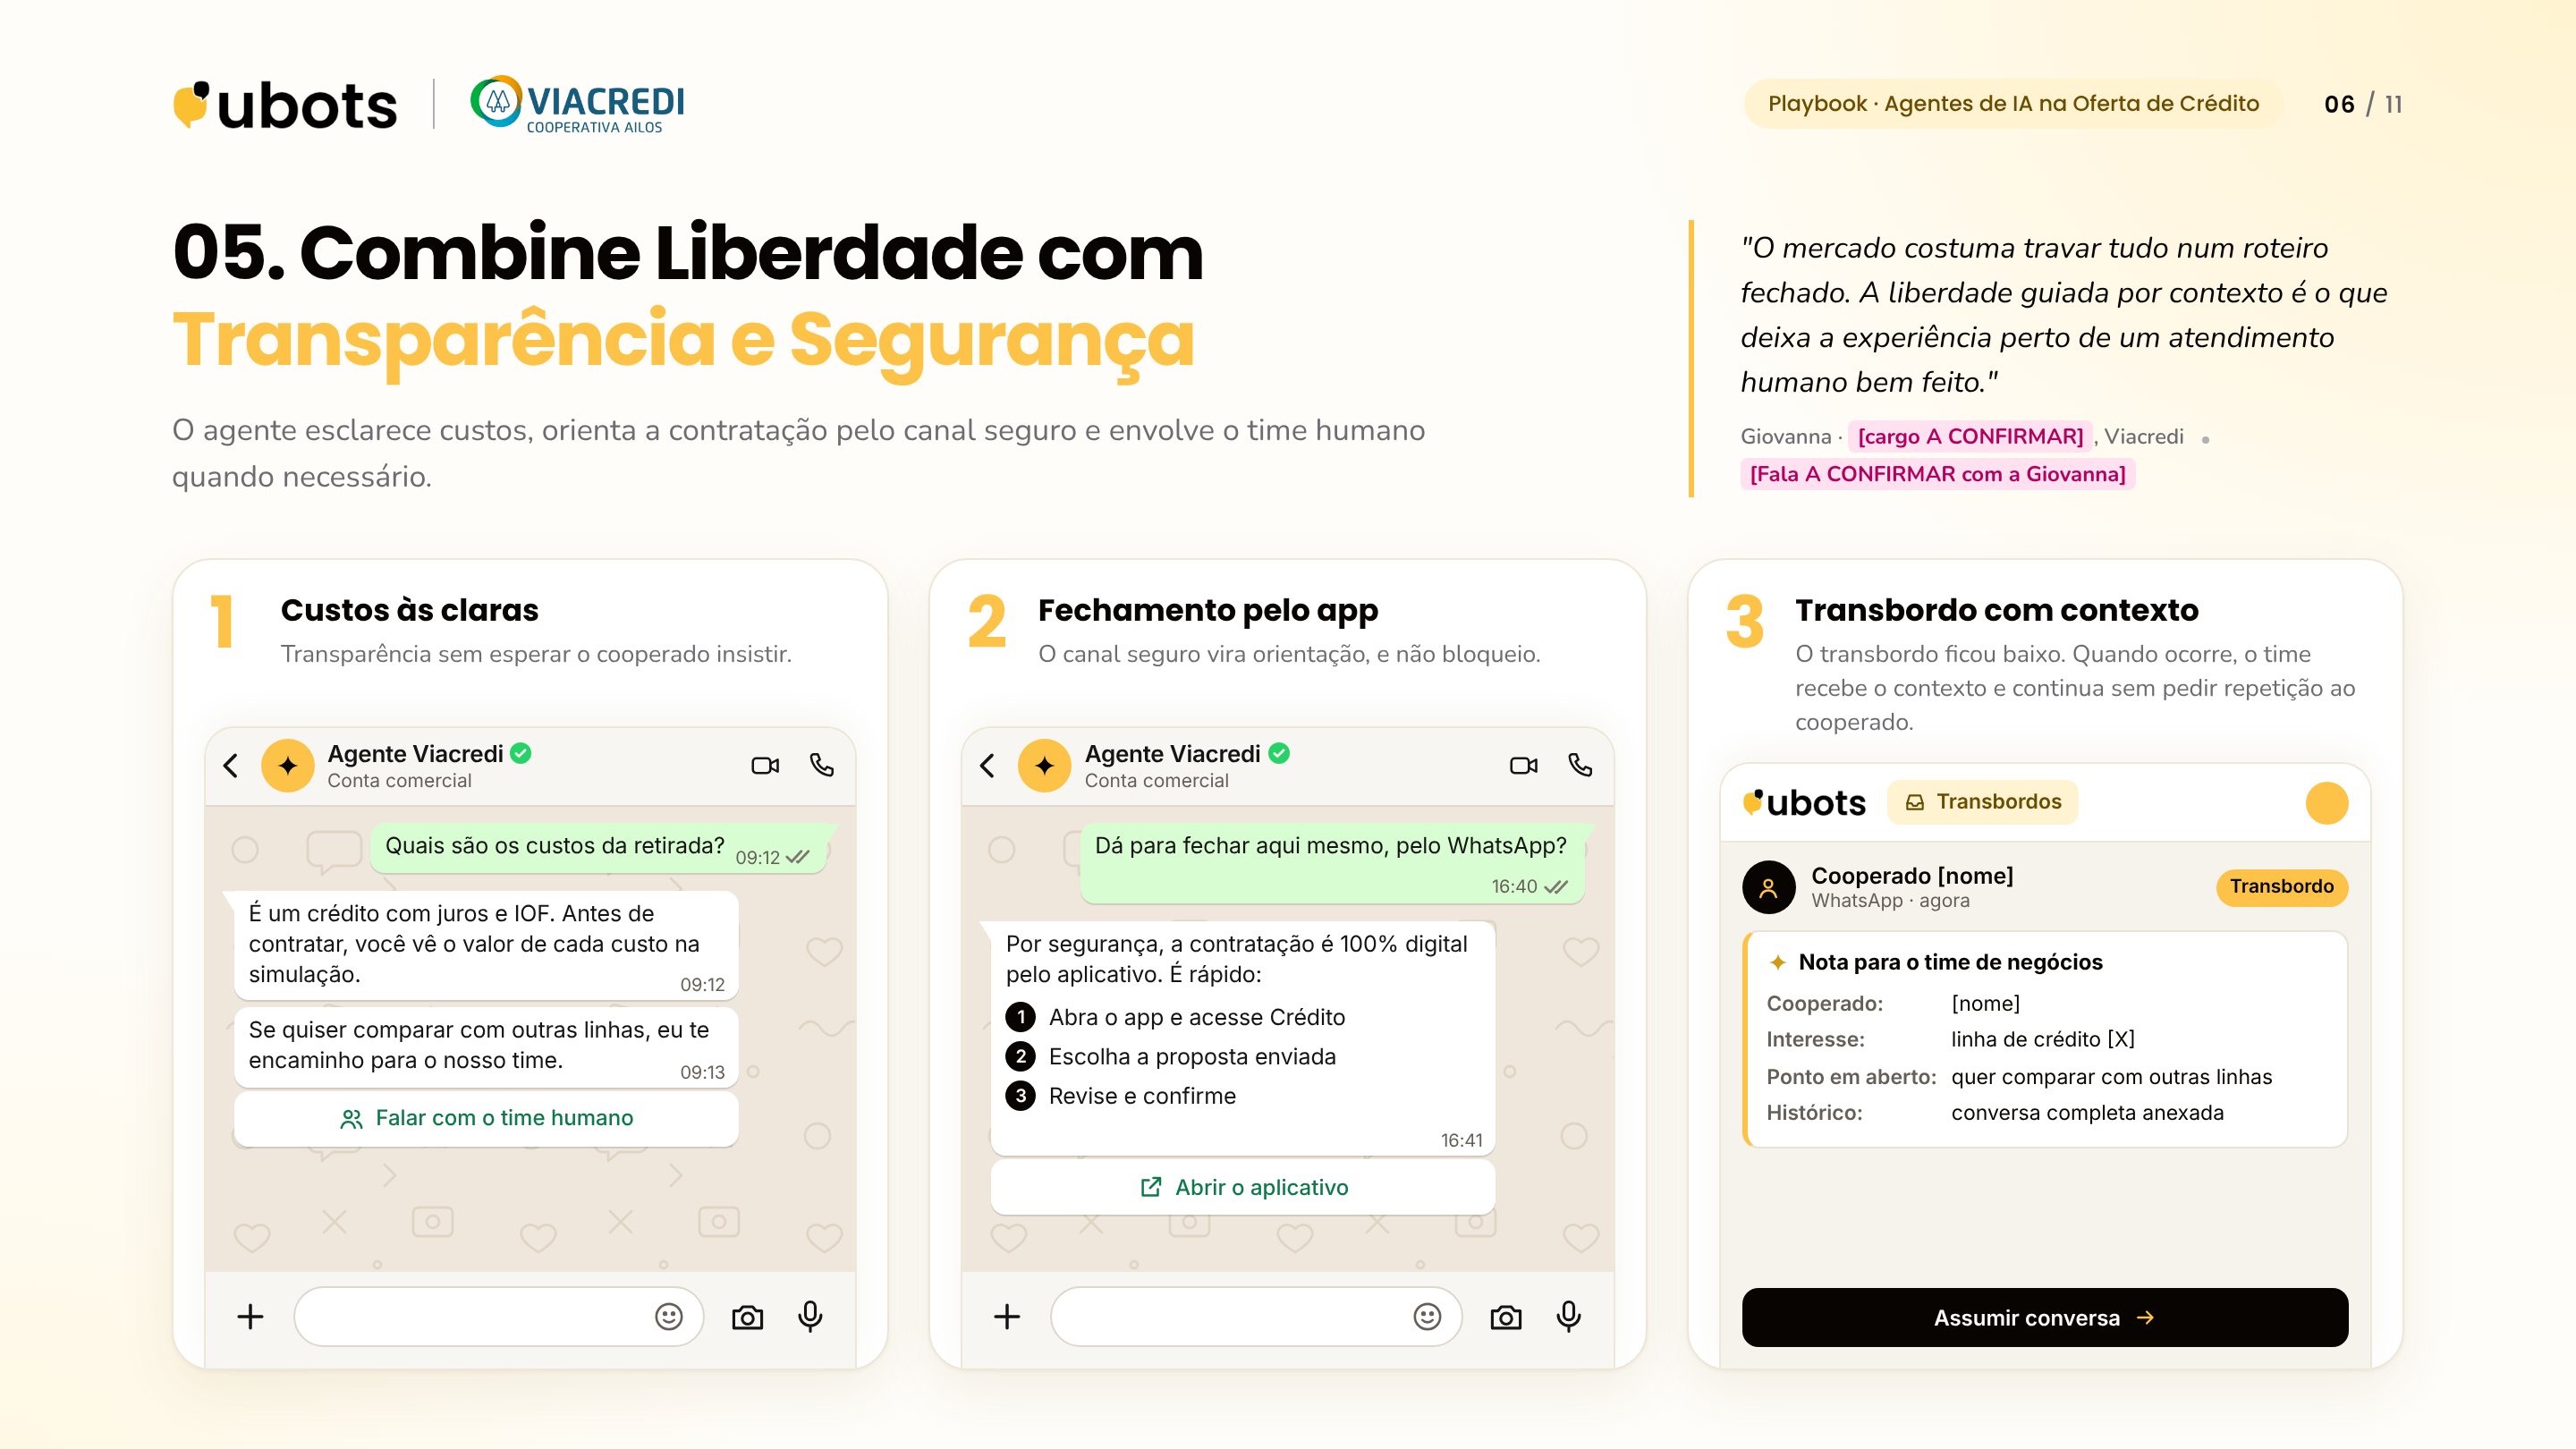 ubots
VIACREDI
COOPERATIVA AILOS
Playbook · Agentes de IA na Oferta de Crédito
06 / 11
05. Combine Liberdade com
Transparência e Segurança
O agente esclarece custos, orienta a contratação pelo canal seguro e envolve o time humano
quando necessário.
"O mercado costuma travar tudo num roteiro
fechado. A liberdade guiada por contexto é o que
deixa a experiência perto de um atendimento
humano bem feito."
Giovanna · [cargo A CONFIRMAR] , Viacredi •
[Fala A CONFIRMAR com a Giovanna]
1
Custos às claras
Transparência sem esperar o cooperado insistir.
Agente Viacredi
Conta comercial
Quais são os custos da retirada?
09:12
É um crédito com juros e IOF. Antes de
contratar, você vê o valor de cada custo na
simulação.
09:12
Se quiser comparar com outras linhas, eu te
encaminho para o nosso time.
09:13
Falar com o time humano
2
Fechamento pelo app
O canal seguro vira orientação, e não bloqueio.
Agente Viacredi
Conta comercial
Dá para fechar aqui mesmo, pelo WhatsApp?
16:40
Por segurança, a contratação é 100% digital
pelo aplicativo. É rápido:
1 Abra o app e acesse Crédito
2 Escolha a proposta enviada
3 Revise e confirme
16:41
Abrir o aplicativo
3
Transbordo com contexto
O transbordo ficou baixo. Quando ocorre, o time
recebe o contexto e continua sem pedir repetição ao
cooperado.
ubots
Transbordos
Cooperado [nome]
WhatsApp · agora
Transbordo
Nota para o time de negócios
Cooperado: [nome]
Interesse: linha de crédito [X]
Ponto em aberto: quer comparar com outras linhas
Histórico: conversa completa anexada
Assumir conversa →